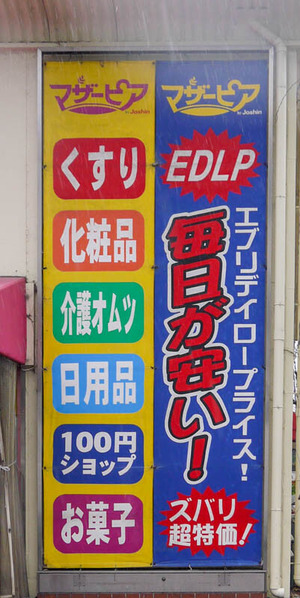 マザーピア
by Joshin
くすり
化粧品
介護オムツ
日用品
100円
ショップ
お菓子
マザーピア
by Joshin
EDLP
エブリデイロープライス!
毎日が安い!
ズバリ
超特価!